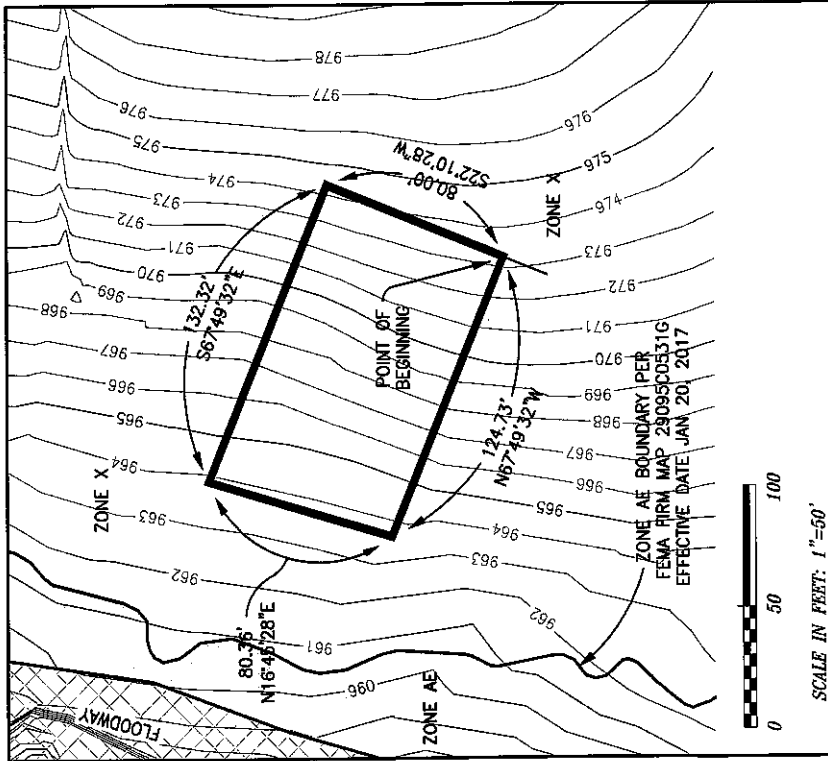 978
977
976
975
974
973
972
971
970
969
968
967
966
965
964
963
962
961
960
976
975
974
973
972
971
970
969
968
967
966
965
964
963
962
ZONE X
132.32'
S67°49'32"E
80.00'
S22°10'28"W
ZONE X
POINT OF
BEGINNING
124.73'
N67°49'32"W
80.36'
N16°45'28"E
FLOODWAY
ZONE AE
ZONE AE BOUNDARY PER
FEMA FIRM MAP 29095C0531G
EFFECTIVE DATE JAN 20, 2017
0 50 100
SCALE IN FEET: 1"=50'